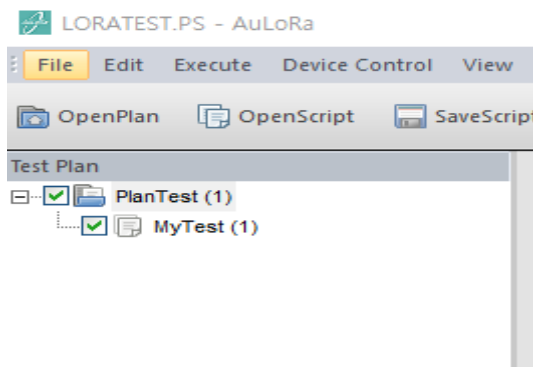 LORATEST.PS - AuLoRa
File Edit Execute Device Control View
OpenPlan OpenScript SaveScript
Test Plan
PlanTest (1)
MyTest (1)